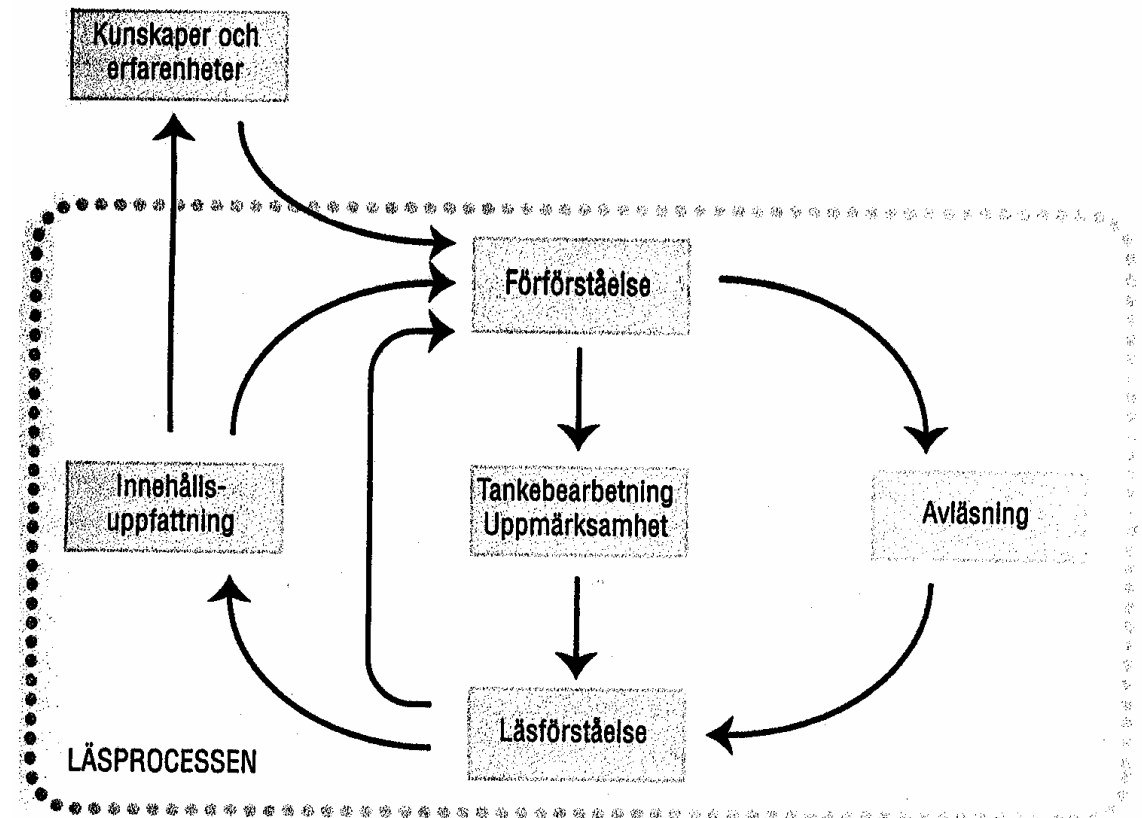 Kunskaper och
erfarenheter
Förförståelse
Innehålls-
uppfattning
Tankebearbetning
Uppmärksamhet
Avläsning
Läsförståelse
LÄSPROCESSEN